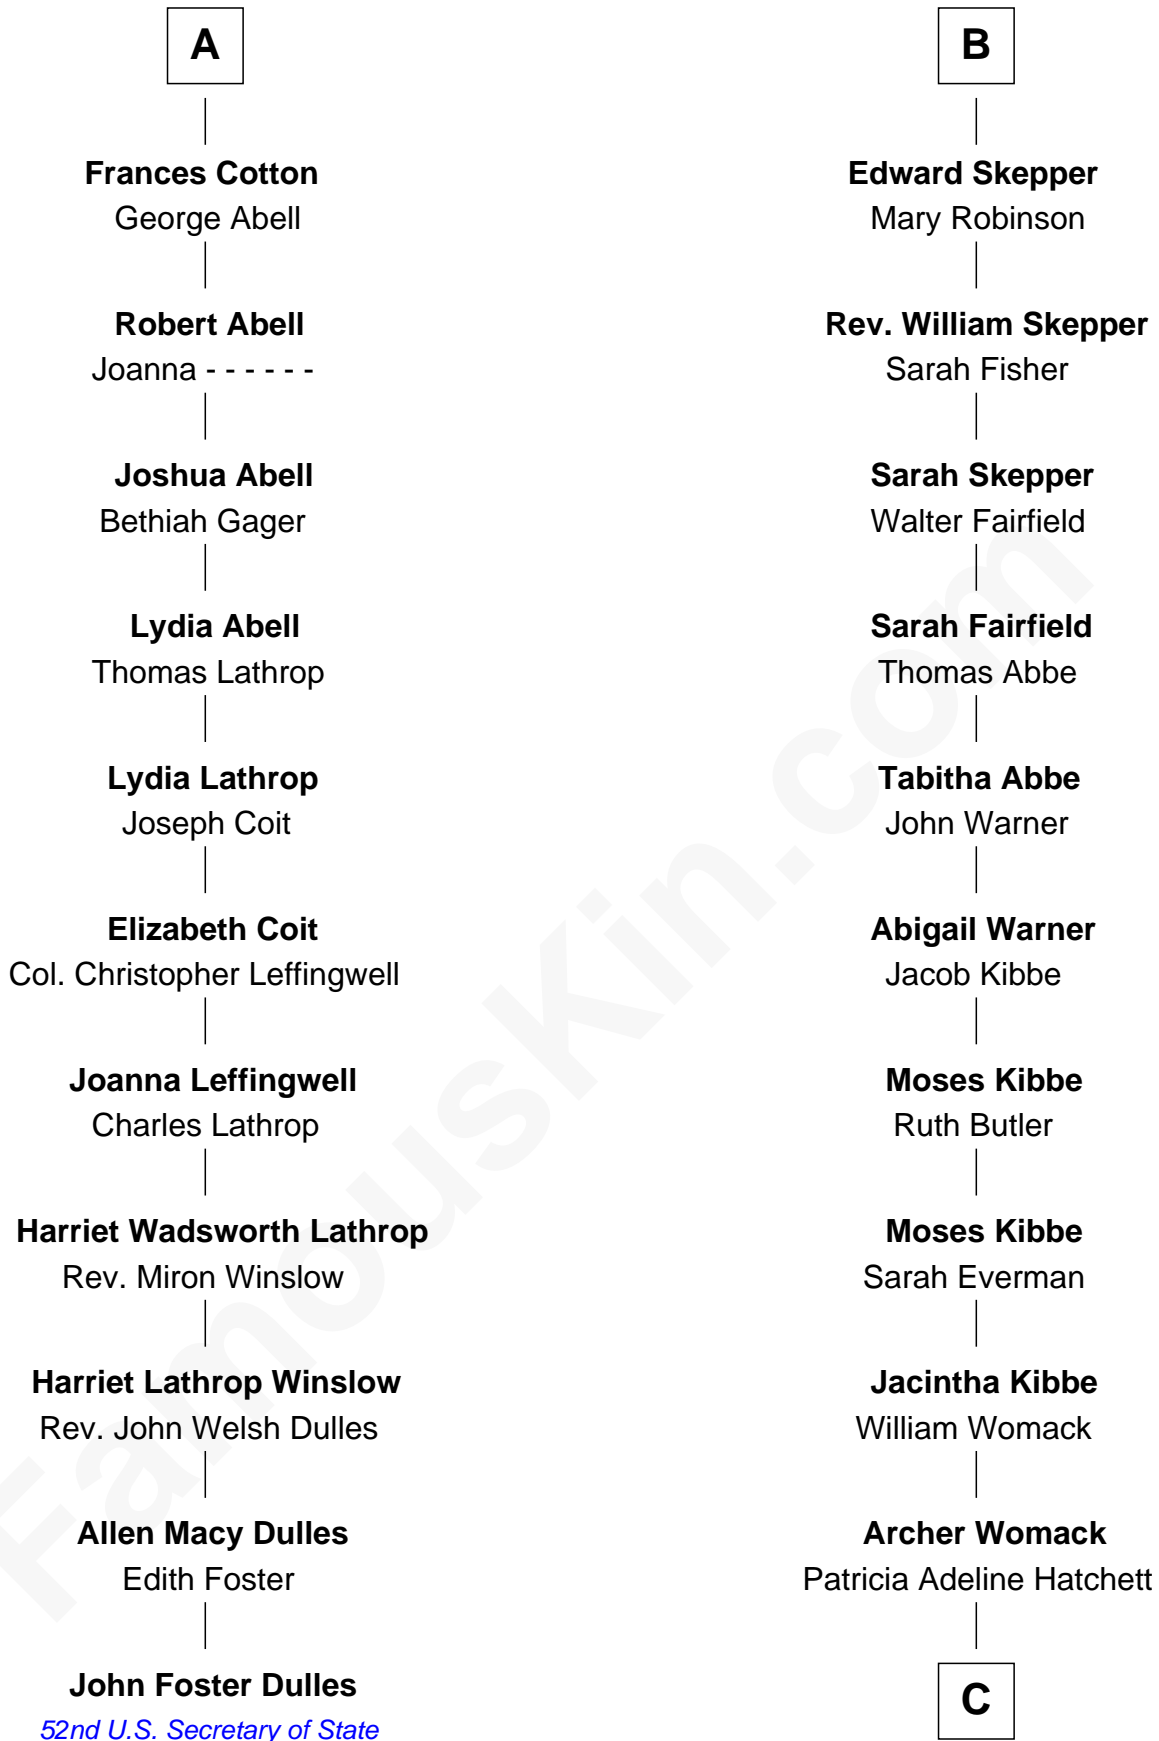 A
Frances Cotton
George Abell
Robert Abell
Joanna - - - - - -
Joshua Abell
Bethiah Gager
Lydia Abell
Thomas Lathrop
Lydia Lathrop
Joseph Coit
Elizabeth Coit
Col. Christopher Leffingwell
Joanna Leffingwell
Charles Lathrop
Harriet Wadsworth Lathrop
Rev. Miron Winslow
Harriet Lathrop Winslow
Rev. John Welsh Dulles
Allen Macy Dulles
Edith Foster
John Foster Dulles
52nd U.S. Secretary of State
B
Edward Skepper
Mary Robinson
Rev. William Skepper
Sarah Fisher
Sarah Skepper
Walter Fairfield
Sarah Fairfield
Thomas Abbe
Tabitha Abbe
John Warner
Abigail Warner
Jacob Kibbe
Moses Kibbe
Ruth Butler
Moses Kibbe
Sarah Everman
Jacintha Kibbe
William Womack
Archer Womack
Patricia Adeline Hatchett
C
FamousKin.com